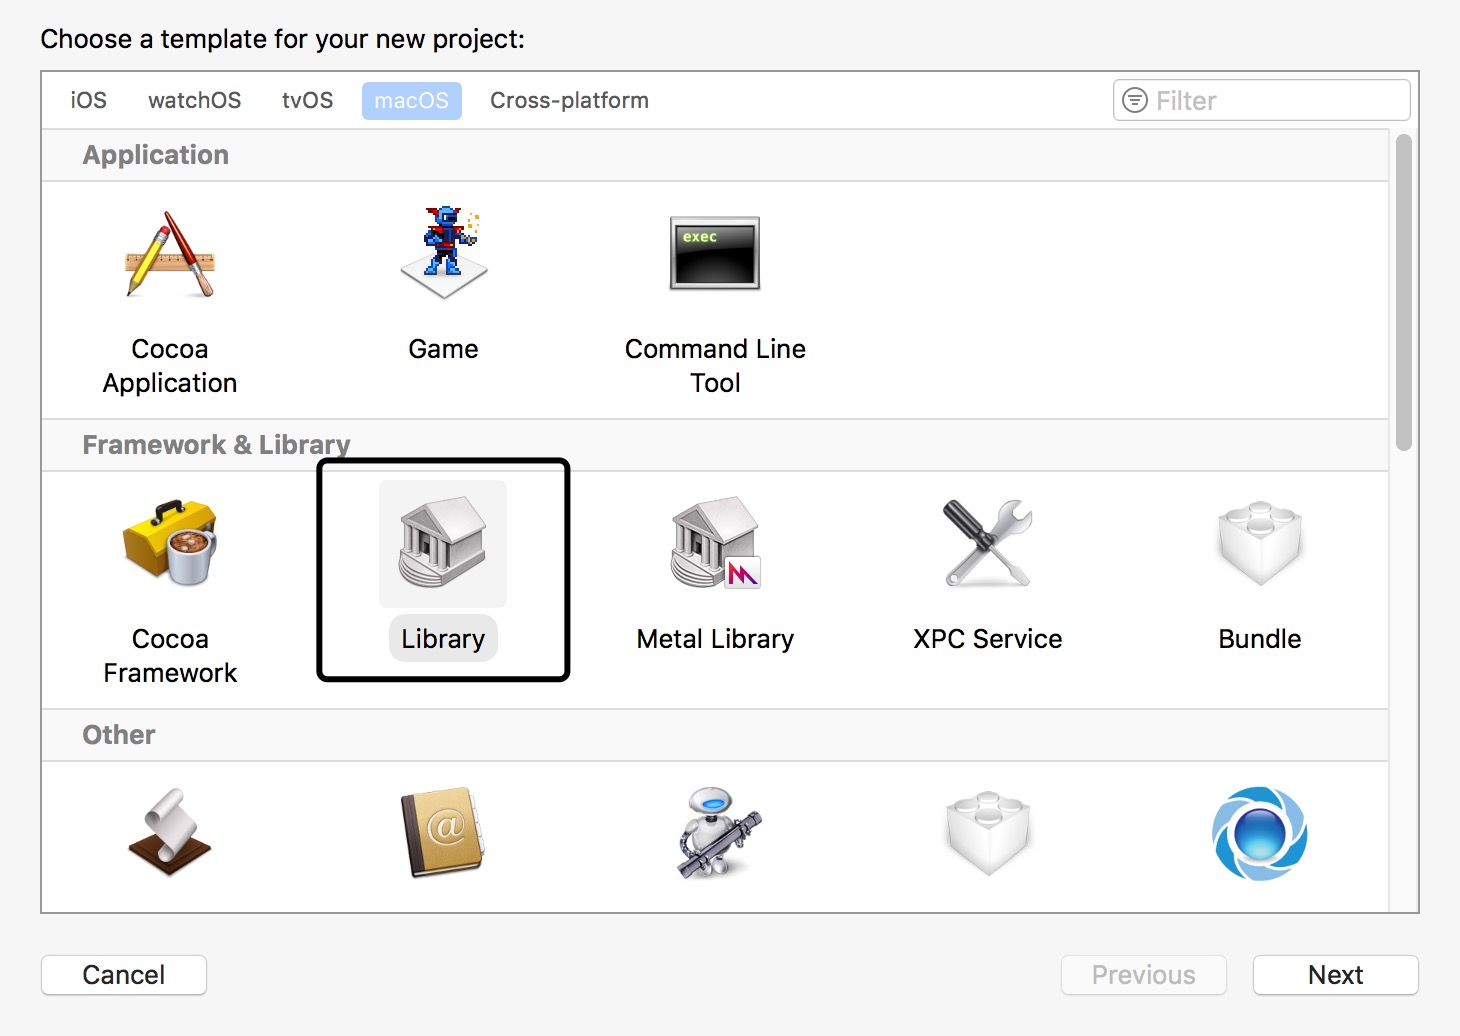 Choose a template for your new project:
iOS watchOS tvOS macOS Cross-platform Filter
Application
exec
Cocoa
Application
Game
Command Line
Tool
Framework & Library
Cocoa
Framework
Library
Metal Library
XPC Service
Bundle
Other
@
Cancel Previous Next